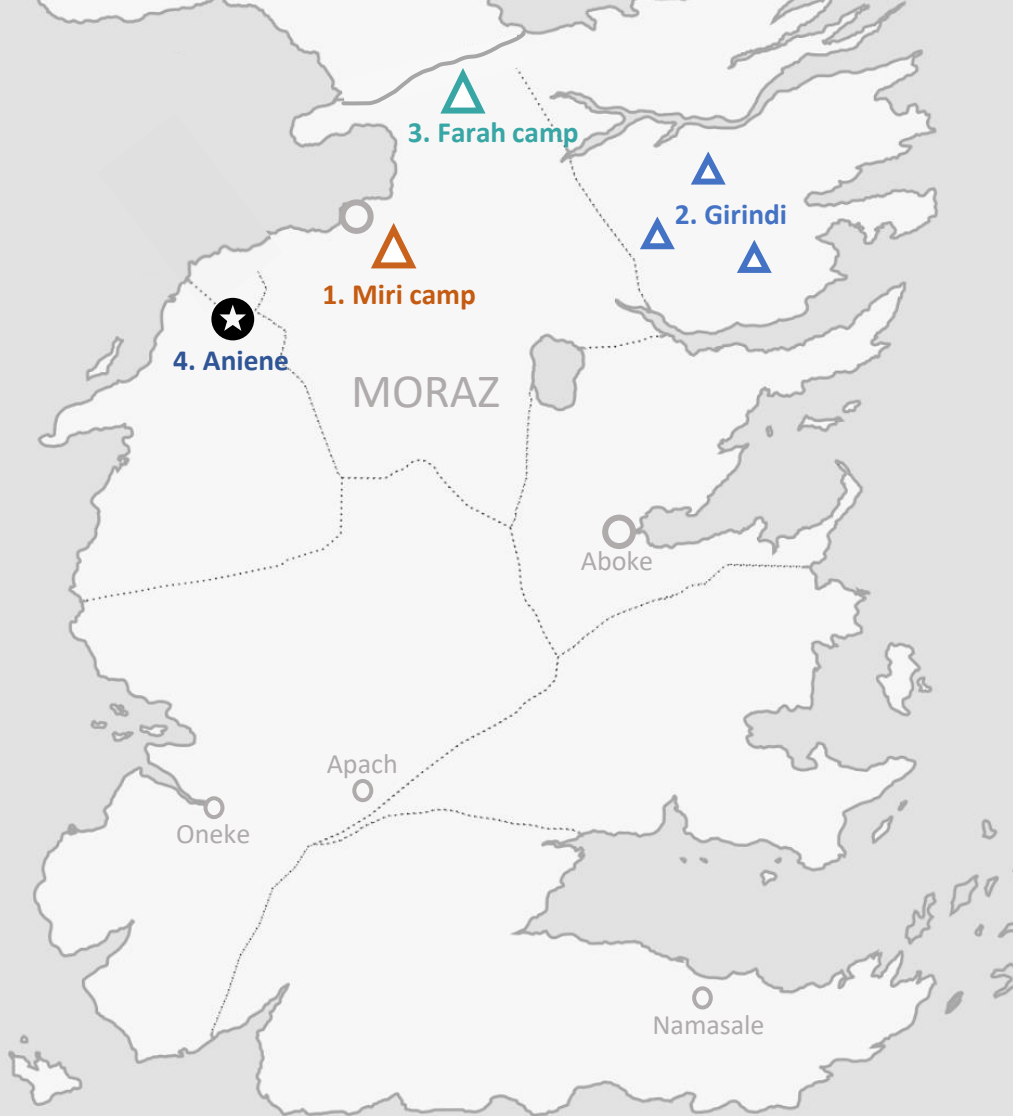 3. Farah camp
2. Girindi
1. Miri camp
4. Aniene
MORAZ
Aboke
Apach
Oneke
Namasale